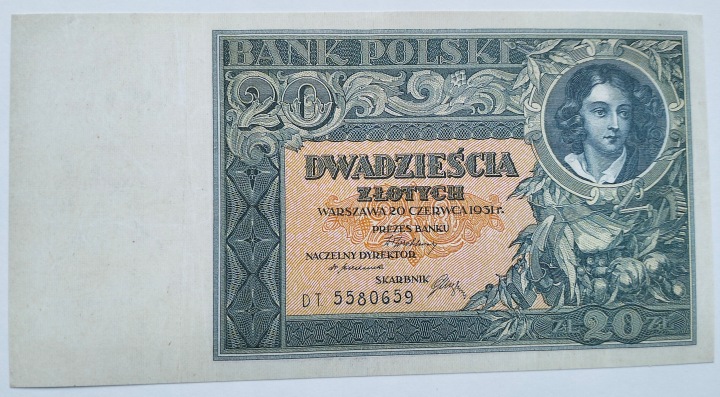 BANK POLSKI
20
DWADZIEŚCIA
ZŁOTYCH
WARSZAWA 20 CZERWCA 1931 r.
PREZES BANKU
NACZELNY DYREKTOR
SKARBNIK
DT 5580659
ZŁ 20 ZŁ